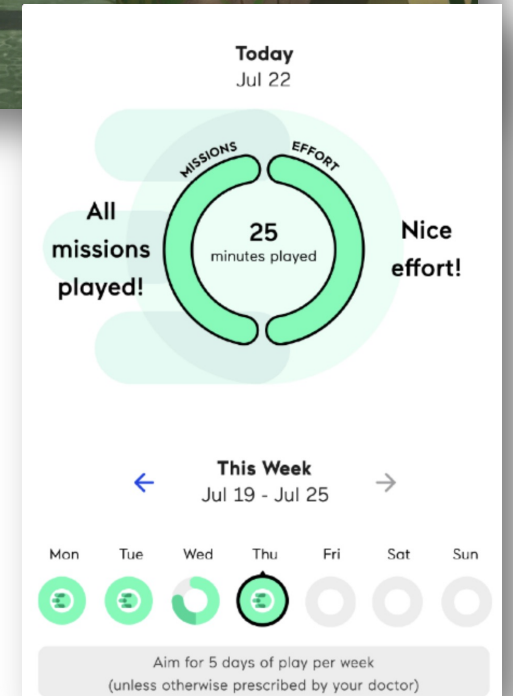 Today
Jul 22
MISSIONS
EFFORT
All
missions
played!
25
minutes played
Nice
effort!
This Week
Jul 19 - Jul 25
Mon Tue Wed Thu Fri Sat Sun
Aim for 5 days of play per week
(unless otherwise prescribed by your doctor)